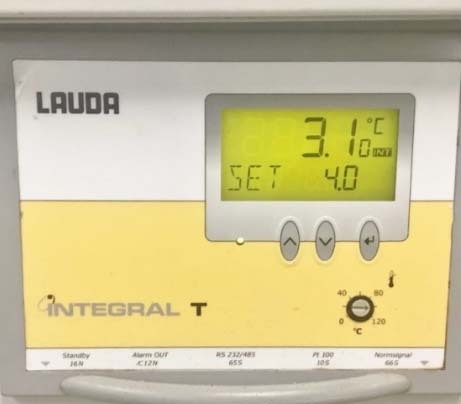 LAUDA
3.10 °C
INT
SET 4.0
INTEGRAL T
40 80
0 120
°C
Standby Alarm OUT RS 232/485 Pt 100 Normsignal
16N /C12N 65S 10S 66S